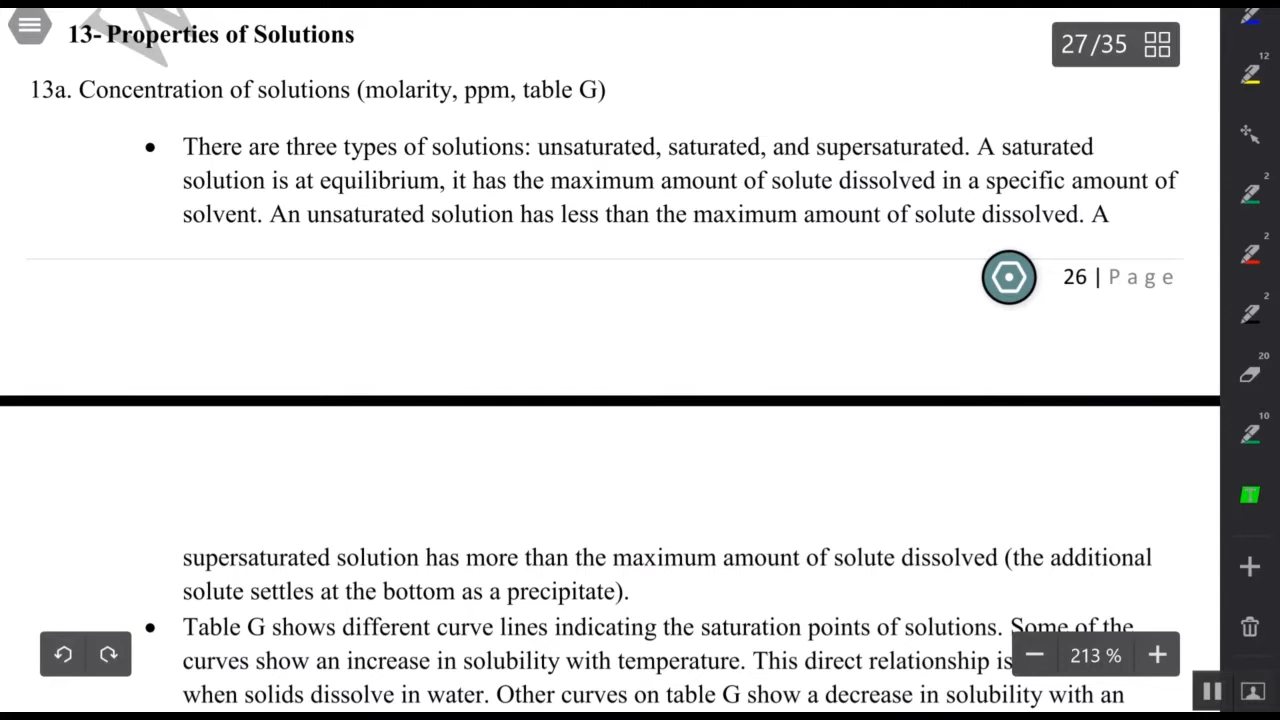 13- Properties of Solutions
27/35
13a. Concentration of solutions (molarity, ppm, table G)
• There are three types of solutions: unsaturated, saturated, and supersaturated. A saturated
solution is at equilibrium, it has the maximum amount of solute dissolved in a specific amount of
solvent. An unsaturated solution has less than the maximum amount of solute dissolved. A
26 | Page
supersaturated solution has more than the maximum amount of solute dissolved (the additional
solute settles at the bottom as a precipitate).
• Table G shows different curve lines indicating the saturation points of solutions. Some of the
curves show an increase in solubility with temperature. This direct relationship is
213 %
when solids dissolve in water. Other curves on table G show a decrease in solubility with an
12
2
2
2
20
10
T